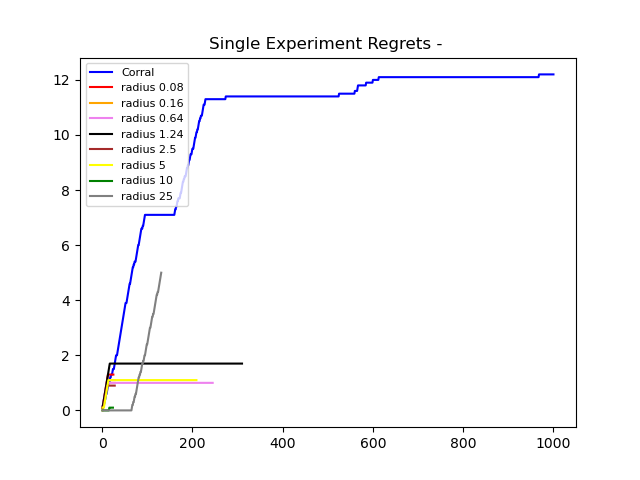 Single Experiment Regrets -
Corral
radius 0.08
radius 0.16
radius 0.64
radius 1.24
radius 2.5
radius 5
radius 10
radius 25
12
10
8
6
4
2
0
0 200 400 600 800 1000